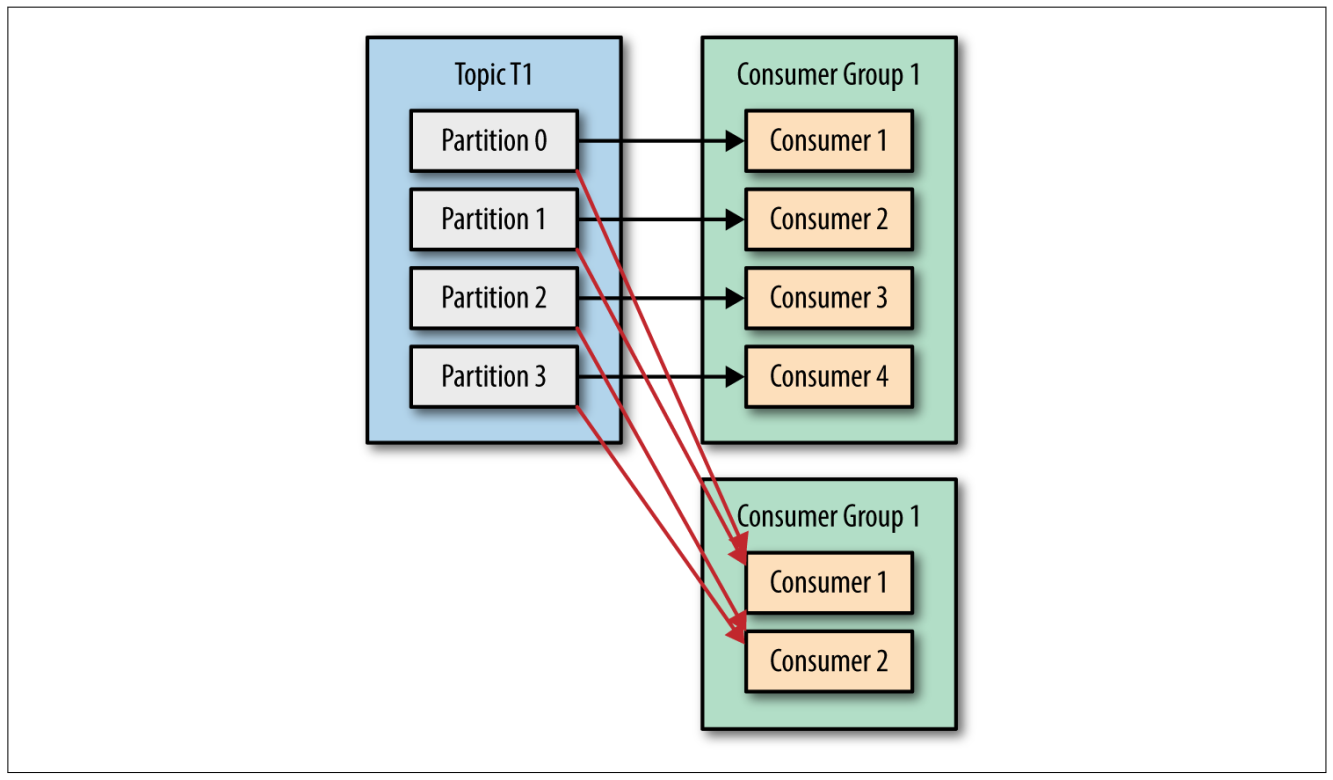 Topic T1
Partition 0
Partition 1
Partition 2
Partition 3
Consumer Group 1
Consumer 1
Consumer 2
Consumer 3
Consumer 4
Consumer Group 1
Consumer 1
Consumer 2